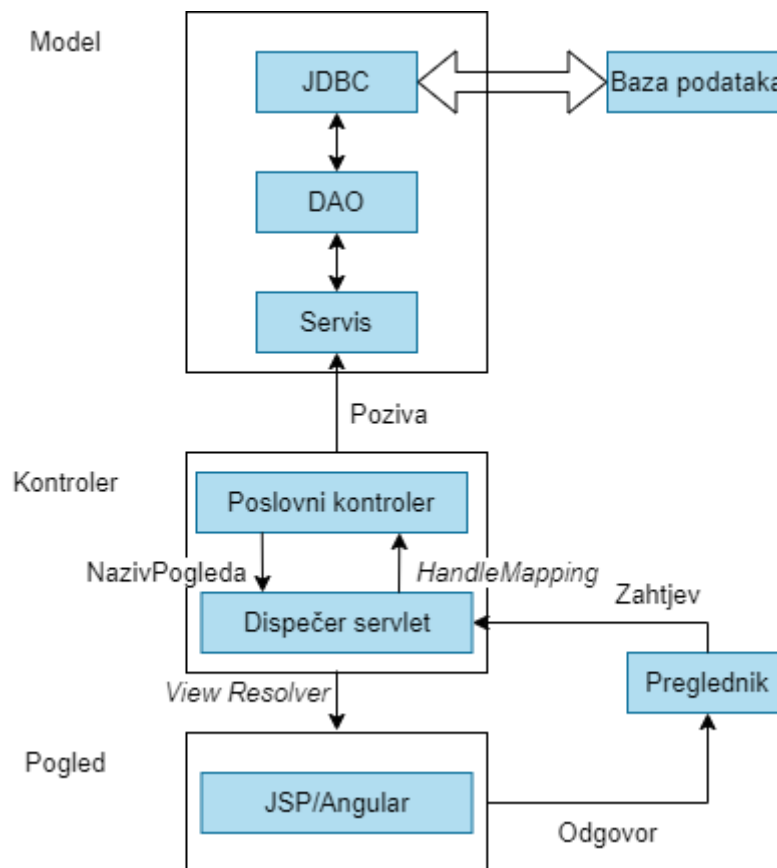 Model
JDBC
Baza podataka
DAO
Servis
Poziva
Kontroler
Poslovni kontroler
NazivPogleda
HandleMapping
Zahtjev
Dispečer servlet
Preglednik
View Resolver
Pogled
JSP/Angular
Odgovor